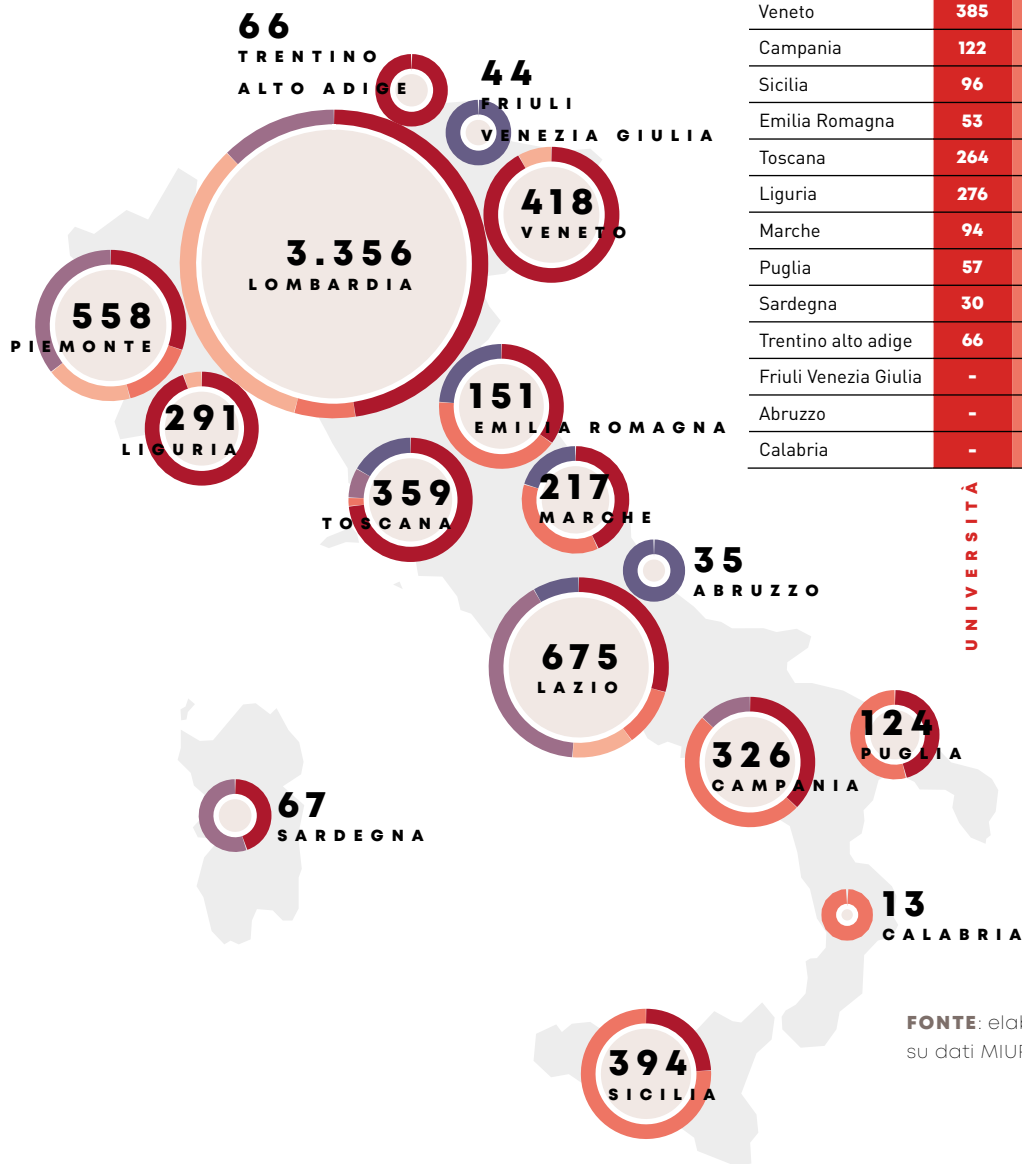 66
TRENTINO
ALTO ADIGE
44
FRIULI
VENEZIA GIULIA
418
VENETO
3.356
LOMBARDIA
558
PIEMONTE
291
LIGURIA
151
EMILIA ROMAGNA
359
TOSCANA
217
MARCHE
35
ABRUZZO
675
LAZIO
326
CAMPANIA
124
PUGLIA
67
SARDEGNA
13
CALABRIA
394
SICILIA
Veneto 385
Campania 122
Sicilia 96
Emilia Romagna 53
Toscana 264
Liguria 276
Marche 94
Puglia 57
Sardegna 30
Trentino alto adige 66
Friuli Venezia Giulia -
Abruzzo -
Calabria -
UNIVERSITÀ
FONTE:
su dati